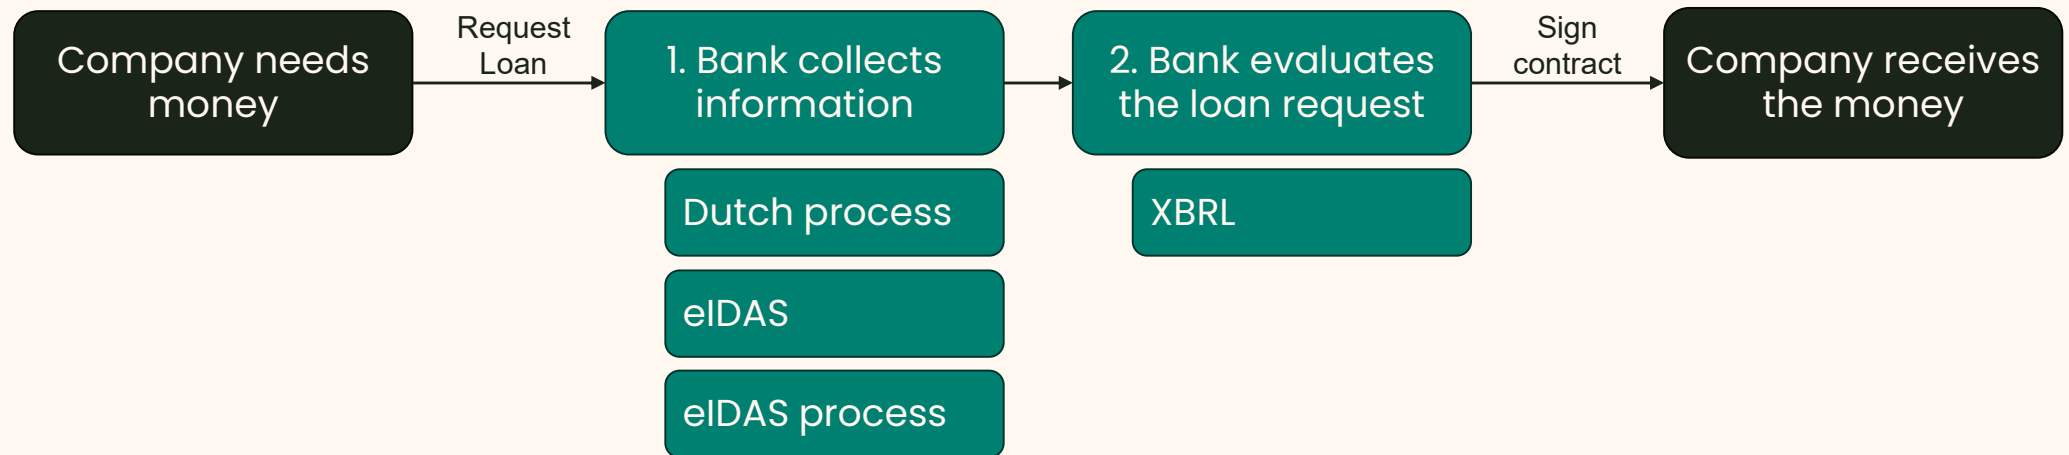 Company needs
money
Request
Loan
1. Bank collects
information
2. Bank evaluates
the loan request
Sign
contract
Company receives
the money
Dutch process
XBRL
eIDAS
eIDAS process